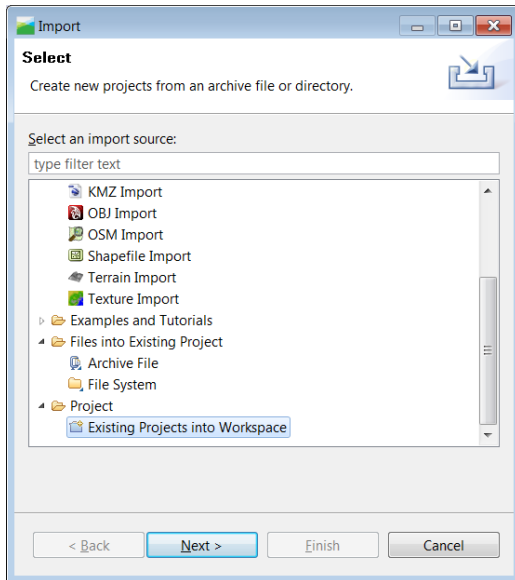 Import
Select
Create new projects from an archive file or directory.
Select an import source:
type filter text
KMZ Import
OBJ Import
OSM Import
Shapefile Import
Terrain Import
Texture Import
Examples and Tutorials
Files into Existing Project
Archive File
File System
Project
Existing Projects into Workspace
< Back Next > Finish Cancel